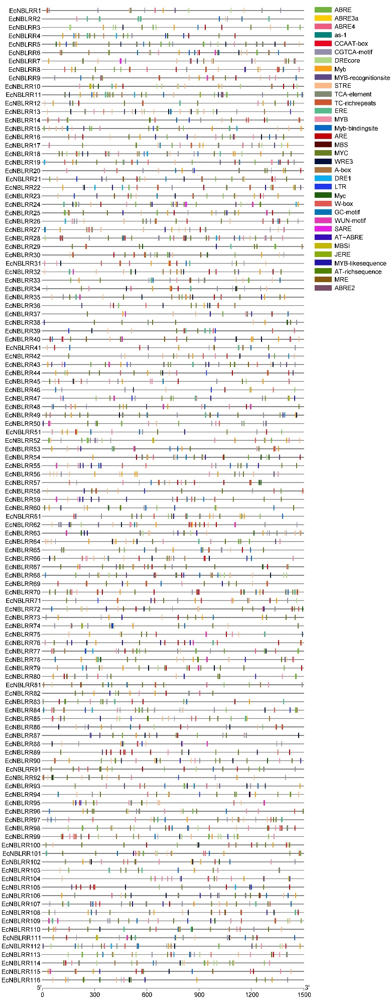 EcNBLRR1
EcNBLRR2
EcNBLRR3
EcNBLRR4
EcNBLRR5
EcNBLRR6
EcNBLRR7
EcNBLRR8
EcNBLRR9
EcNBLRR10
EcNBLRR11
EcNBLRR12
EcNBLRR13
EcNBLRR14
EcNBLRR15
EcNBLRR16
EcNBLRR17
EcNBLRR18
EcNBLRR19
EcNBLRR20
EcNBLRR21
EcNBLRR22
EcNBLRR23
EcNBLRR24
EcNBLRR25
EcNBLRR26
EcNBLRR27
EcNBLRR28
EcNBLRR29
EcNBLRR30
EcNBLRR31
EcNBLRR32
EcNBLRR33
EcNBLRR34
EcNBLRR35
EcNBLRR36
EcNBLRR37
EcNBLRR38
EcNBLRR39
EcNBLRR40
EcNBLRR41
EcNBLRR42
EcNBLRR43
EcNBLRR44
EcNBLRR45
EcNBLRR46
EcNBLRR47
EcNBLRR48
EcNBLRR49
EcNBLRR50
EcNBLRR51
EcNBLRR52
EcNBLRR53
EcNBLRR54
EcNBLRR55
EcNBLRR56
EcNBLRR57
EcNBLRR58
EcNBLRR59
EcNBLRR60
EcNBLRR61
EcNBLRR62
EcNBLRR63
EcNBLRR64
EcNBLRR65
EcNBLRR66
EcNBLRR67
EcNBLRR68
EcNBLRR69
EcNBLRR70
EcNBLRR71
EcNBLRR72
EcNBLRR73
EcNBLRR74
EcNBLRR75
EcNBLRR76
EcNBLRR77
EcNBLRR78
EcNBLRR79
EcNBLRR80
EcNBLRR81
EcNBLRR82
EcNBLRR83
EcNBLRR84
EcNBLRR85
EcNBLRR86
EcNBLRR87
EcNBLRR88
EcNBLRR89
EcNBLRR90
EcNBLRR91
EcNBLRR92
EcNBLRR93
EcNBLRR94
EcNBLRR95
EcNBLRR96
EcNBLRR97
EcNBLRR98
EcNBLRR99
EcNBLRR100
EcNBLRR101
EcNBLRR102
EcNBLRR103
EcNBLRR104
EcNBLRR105
EcNBLRR106
EcNBLRR107
EcNBLRR108
EcNBLRR109
EcNBLRR110
EcNBLRR111
EcNBLRR112
EcNBLRR113
EcNBLRR114
EcNBLRR115
EcNBLRR116
5' 3'
0 300 600 900 1200 1500
ABRE
ABRE3a
ABRE4
as-1
CCAAT-box
CGTCA-motif
DREcore
Myb
MYB-recognitionsite
STRE
TCA-element
TC-richrepeats
ERE
MYB
Myb-bindingsite
ARE
MBS
MYC
WRE3
A-box
DRE1
LTR
Myc
W-box
GC-motif
WUN-motif
SARE
AT~ABRE
MBSI
JERE
MYB-likesequence
AT-richsequence
MRE
ABRE2